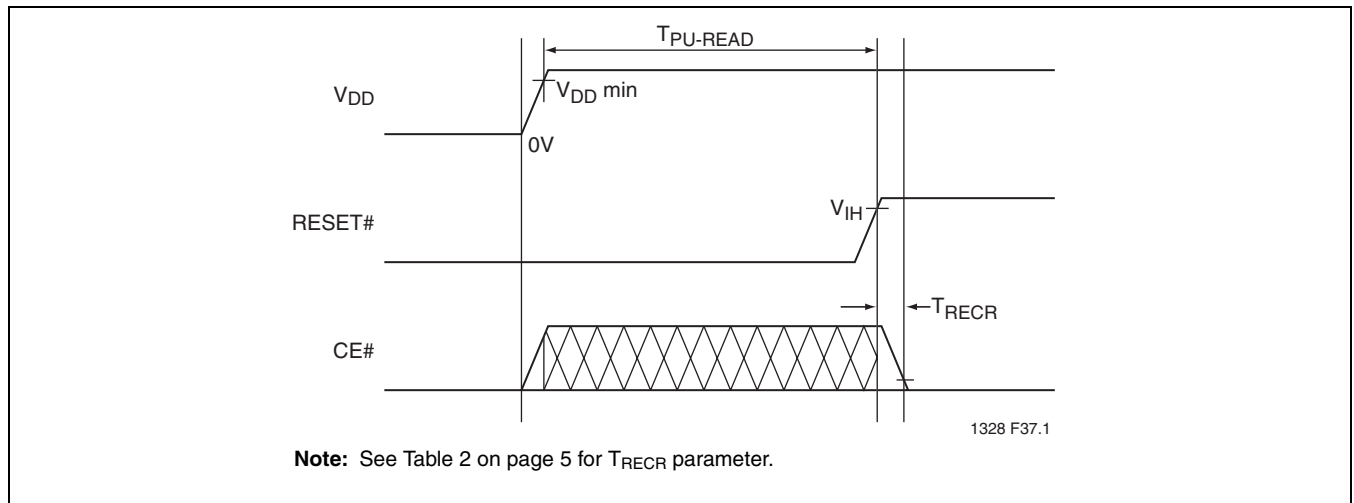 TPU-READ
VDD
VDD min
0V
VIH
RESET#
TRECR
CE#
1328 F37.1
Note: See Table 2 on page 5 for TRECR parameter.